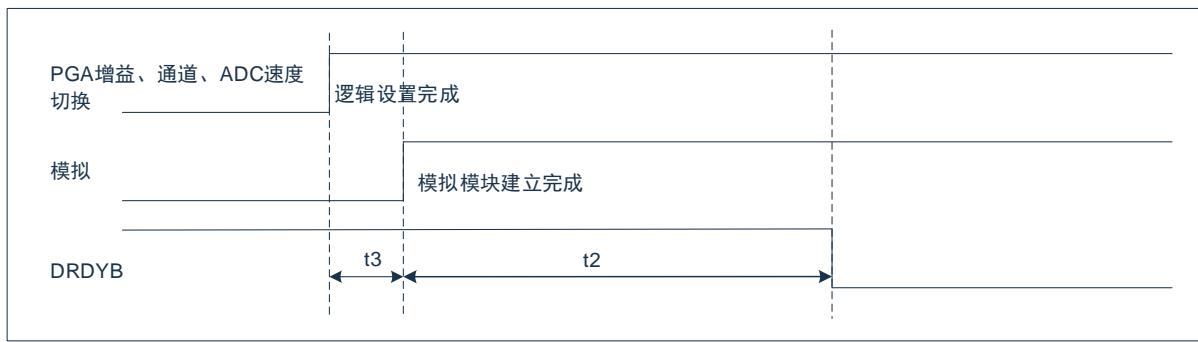 PGA增益、通道、ADC速度
切换
逻辑设置完成
模拟
模拟模块建立完成
DRDYB
t3
t2